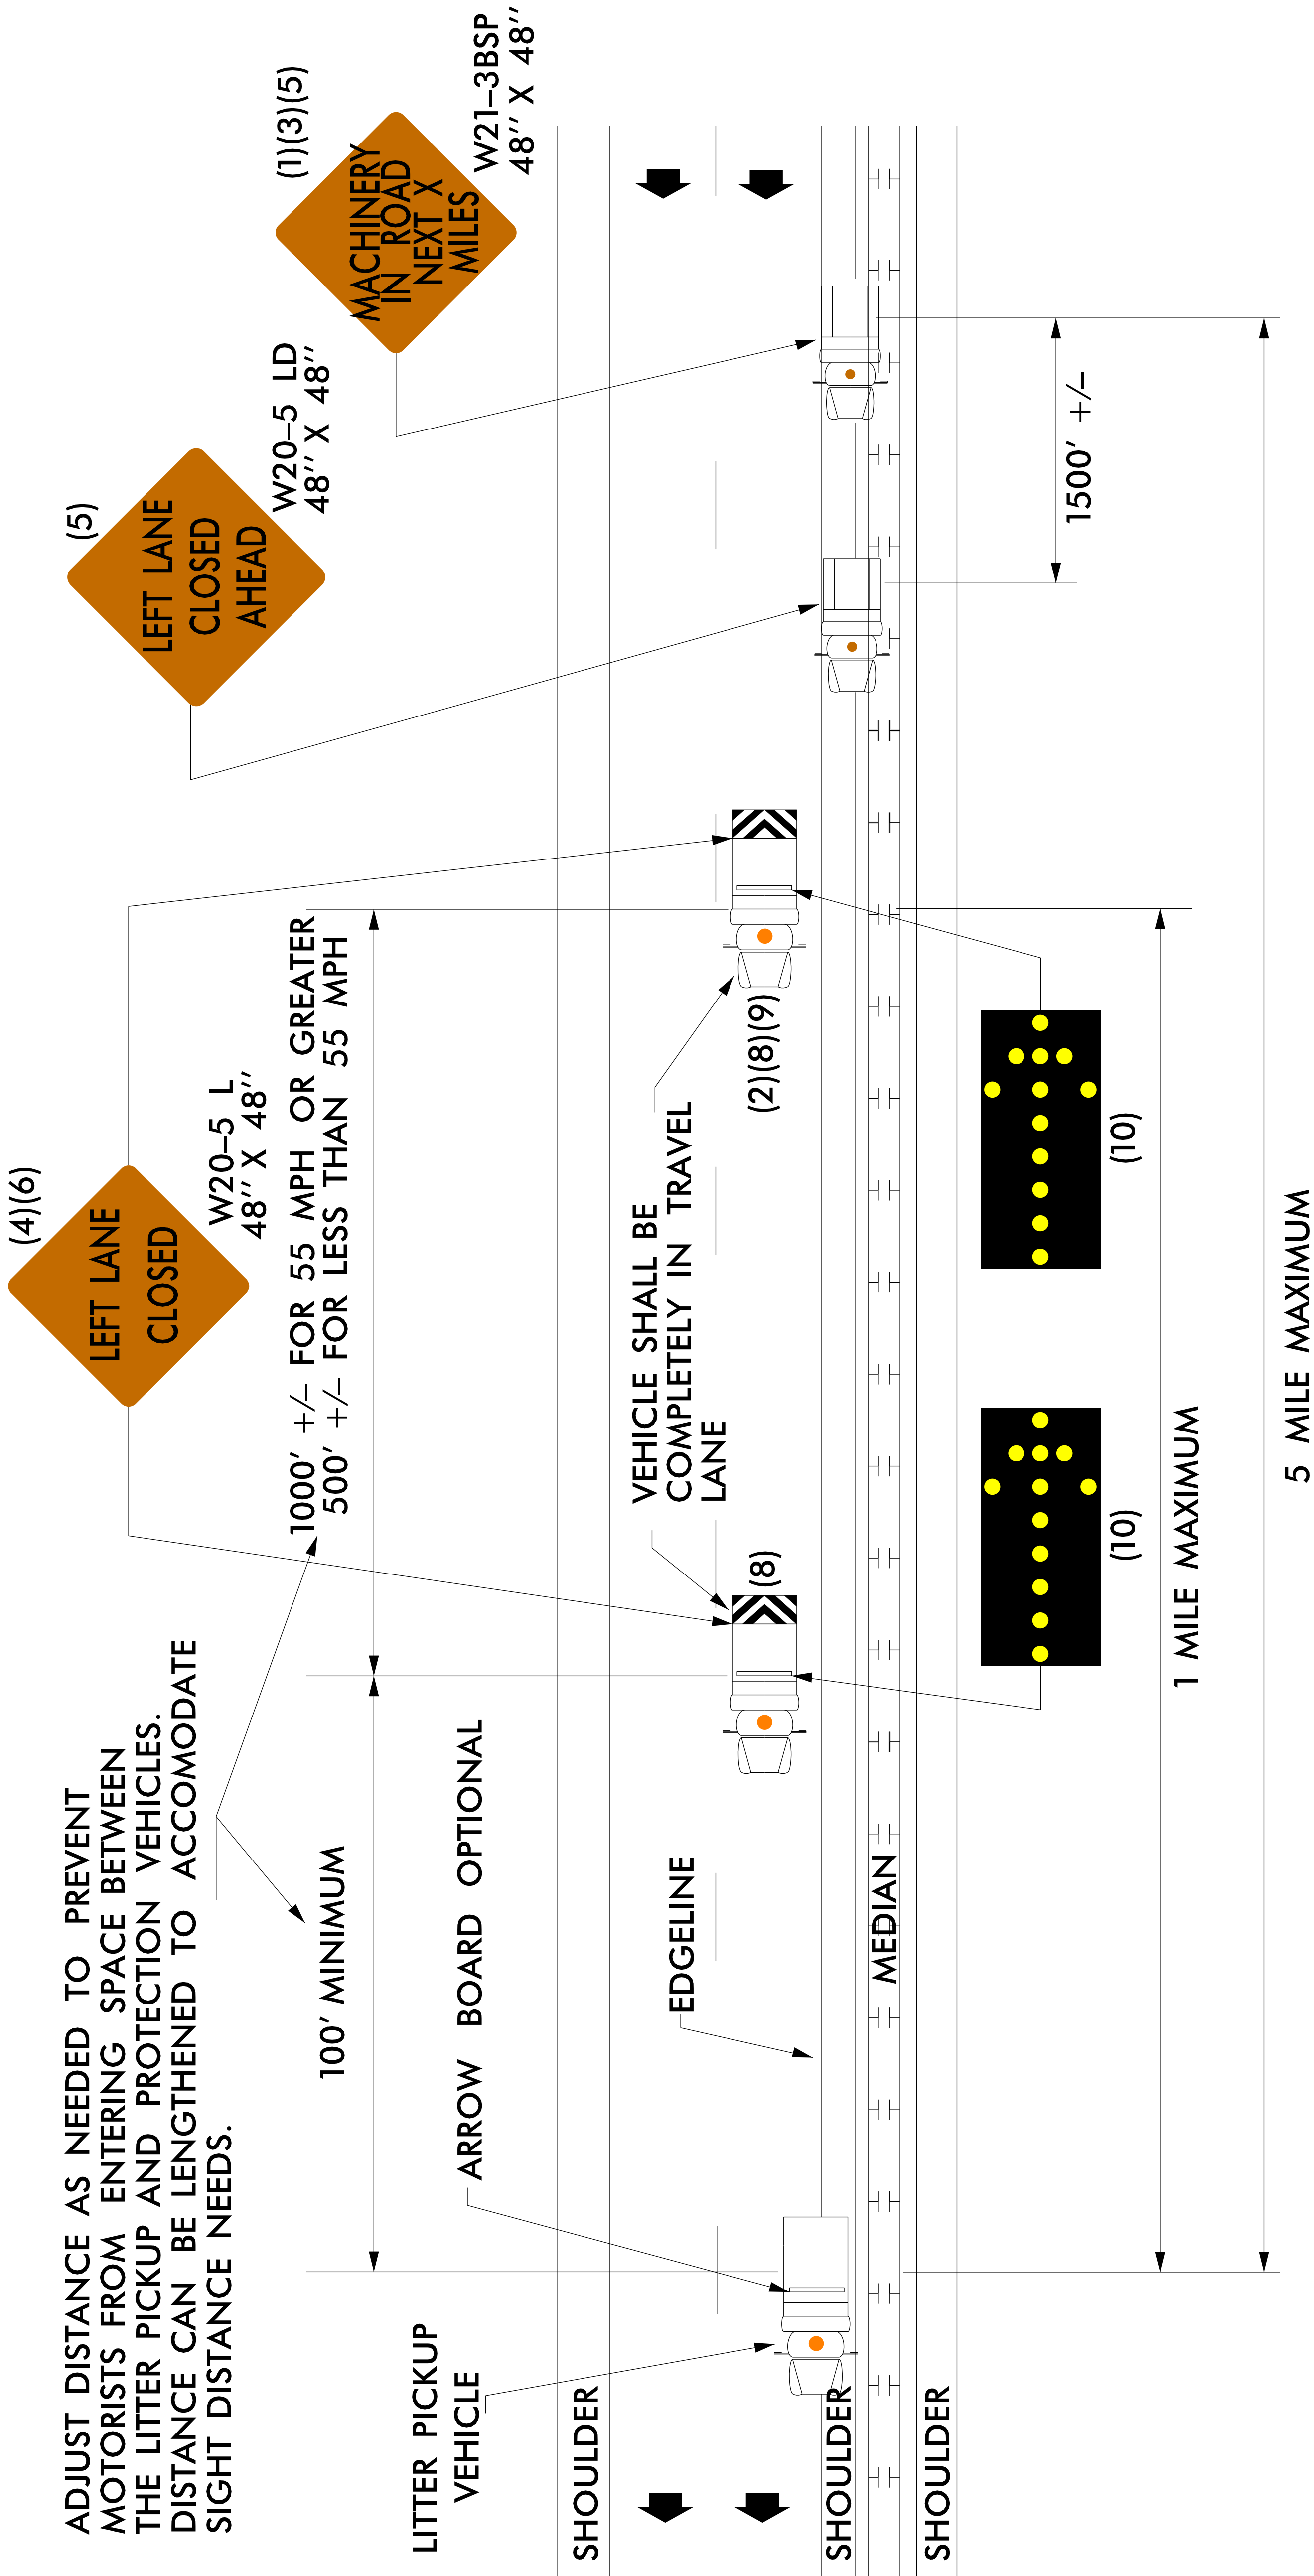 ADJUST DISTANCE AS NEEDED TO PREVENT
MOTORISTS FROM ENTERING SPACE BETWEEN
THE LITTER PICKUP AND PROTECTION VEHICLES.
DISTANCE CAN BE LENGTHENED TO ACCOMODATE
SIGHT DISTANCE NEEDS.
(4)(6)
LEFT LANE
CLOSED
W20-5 L
48'' X 48''
(5)
LEFT LANE
CLOSED
AHEAD
W20-5 LD
48'' X 48''
(1)(3)(5)
MACHINERY
IN ROAD
NEXT X
MILES
W21-3BSP
48'' X 48''
1000' +/- FOR 55 MPH OR GREATER
500' +/- FOR LESS THAN 55 MPH
100' MINIMUM
LITTER PICKUP
VEHICLE
ARROW BOARD OPTIONAL
SHOULDER
EDGELINE
VEHICLE SHALL BE
COMPLETELY IN TRAVEL
LANE
(8)
(2)(8)(9)
SHOULDER
MEDIAN
SHOULDER
1500' +/-
(10)
(10)
1 MILE MAXIMUM
5 MILE MAXIMUM